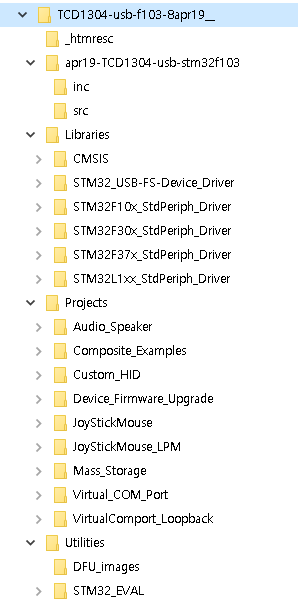 TCD1304-usb-f103-8apr19__
_htmresc
apr19-TCD1304-usb-stm32f103
inc
src
Libraries
CMSIS
STM32_USB-FS-Device_Driver
STM32F10x_StdPeriph_Driver
STM32F30x_StdPeriph_Driver
STM32F37x_StdPeriph_Driver
STM32L1xx_StdPeriph_Driver
Projects
Audio_Speaker
Composite_Examples
Custom_HID
Device_Firmware_Upgrade
JoyStickMouse
JoyStickMouse_LPM
Mass_Storage
Virtual_COM_Port
VirtualComport_Loopback
Utilities
DFU_images
STM32_EVAL